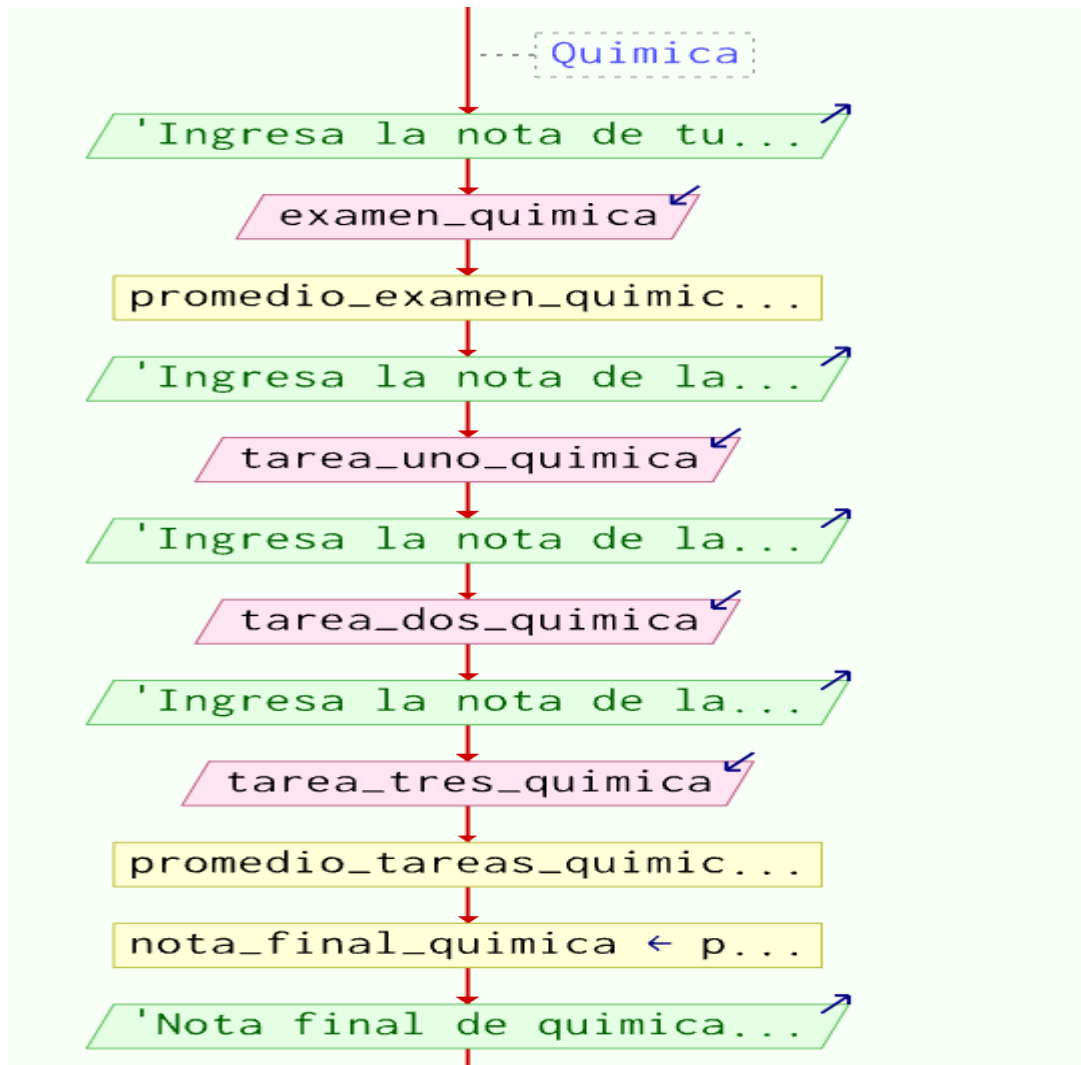 Quimica
'Ingresa la nota de tu...
examen_quimica
promedio_examen_quimic...
'Ingresa la nota de la...
tarea_uno_quimica
'Ingresa la nota de la...
tarea_dos_quimica
'Ingresa la nota de la...
tarea_tres_quimica
promedio_tareas_quimic...
nota_final_quimica ← p...
'Nota final de quimica...